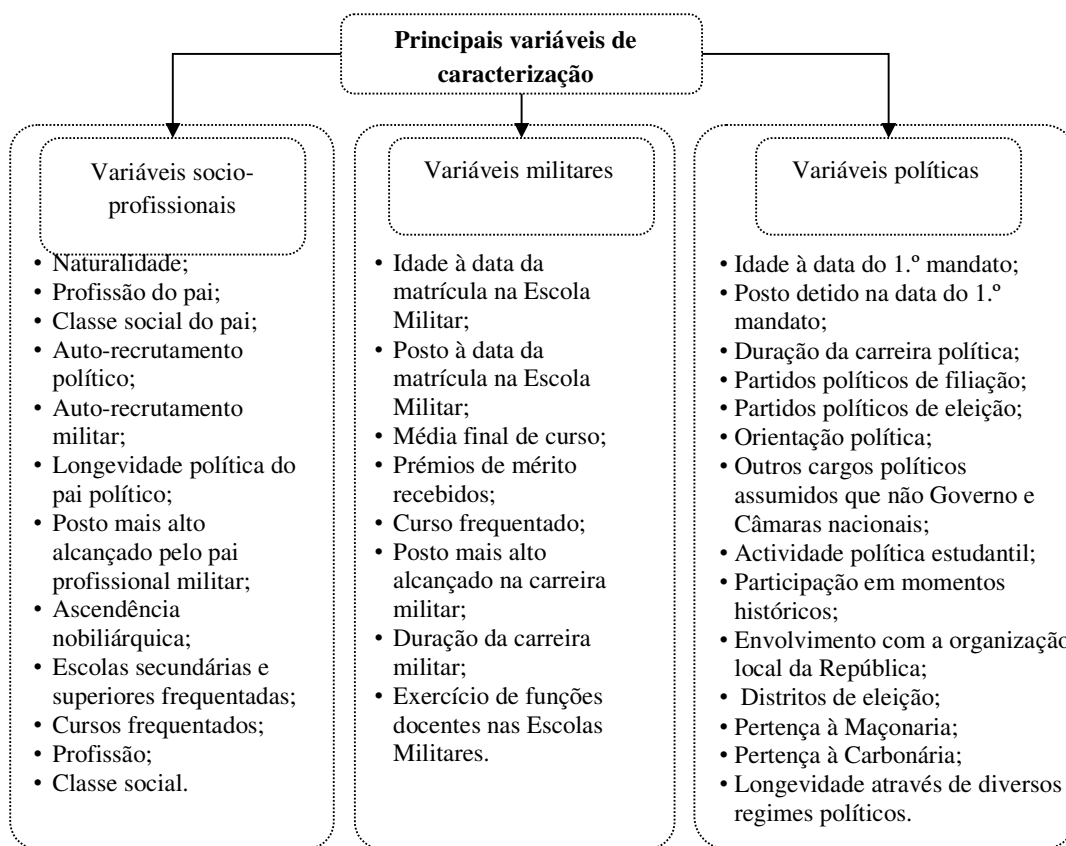 Principais variáveis de
caracterização
Variáveis socio-
profissionais
• Naturalidade;
• Profissão do pai;
• Classe social do pai;
• Auto-recrutamento
político;
• Auto-recrutamento
militar;
• Longevidade política do
pai político;
• Posto mais alto
alcançado pelo pai
profissional militar;
• Ascendência
nobiliárquica;
• Escolas secundárias e
superiores frequentadas;
• Cursos frequentados;
• Profissão;
• Classe social.
Variáveis militares
• Idade à data da
matrícula na Escola
Militar;
• Posto à data da
matrícula na Escola
Militar;
• Média final de curso;
• Prémios de mérito
recebidos;
• Curso frequentado;
• Posto mais alto
alcançado na carreira
militar;
• Duração da carreira
militar;
• Exercício de funções
docentes nas Escolas
Militares.
Variáveis políticas
• Idade à data do 1.º mandato;
• Posto detido na data do 1.º
mandato;
• Duração da carreira política;
• Partidos políticos de filiação;
• Partidos políticos de eleição;
• Orientação política;
• Outros cargos políticos
assumidos que não Governo e
Câmaras nacionais;
• Actividade política estudantil;
• Participação em momentos
históricos;
• Envolvimento com a organização
local da República;
• Distritos de eleição;
• Pertença à Maçonaria;
• Pertença à Carbonária;
• Longevidade através de diversos
regimes políticos.